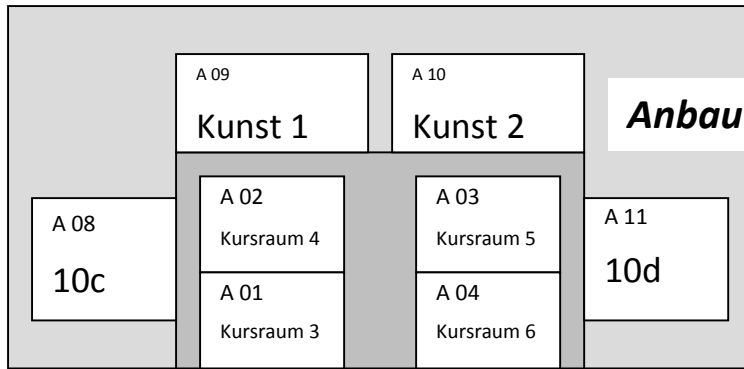 A 09
Kunst 1
A 10
Kunst 2
Anbau
A 08
10c
A 02
Kursraum 4
A 03
Kursraum 5
A 11
10d
A 01
Kursraum 3
A 04
Kursraum 6